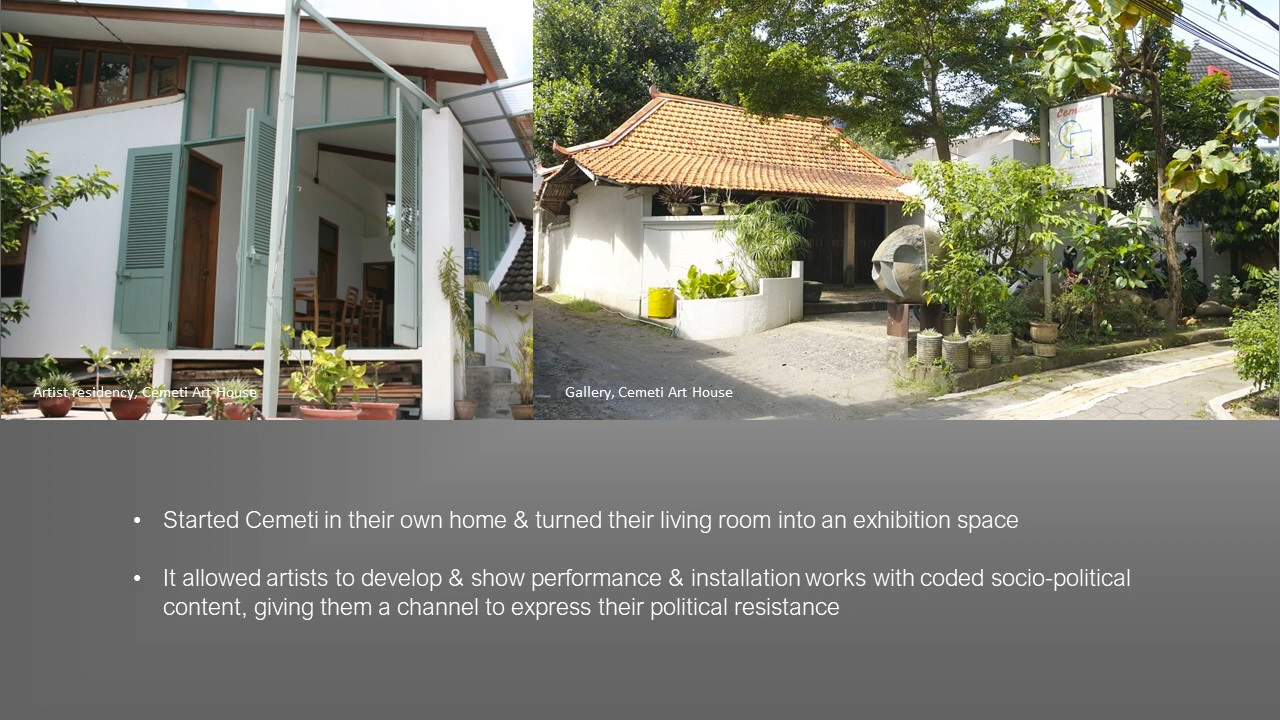 Cemeti
Artist residency, Cemeti Art House
Gallery, Cemeti Art House
• Started Cemeti in their own home & turned their living room into an exhibition space
• It allowed artists to develop & show performance & installation works with coded socio-political
content, giving them a channel to express their political resistance